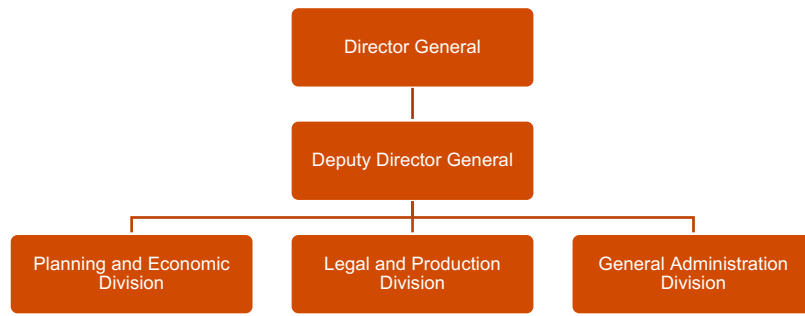 Director General
Deputy Director General
Planning and Economic
Division
Legal and Production
Division
General Administration
Division